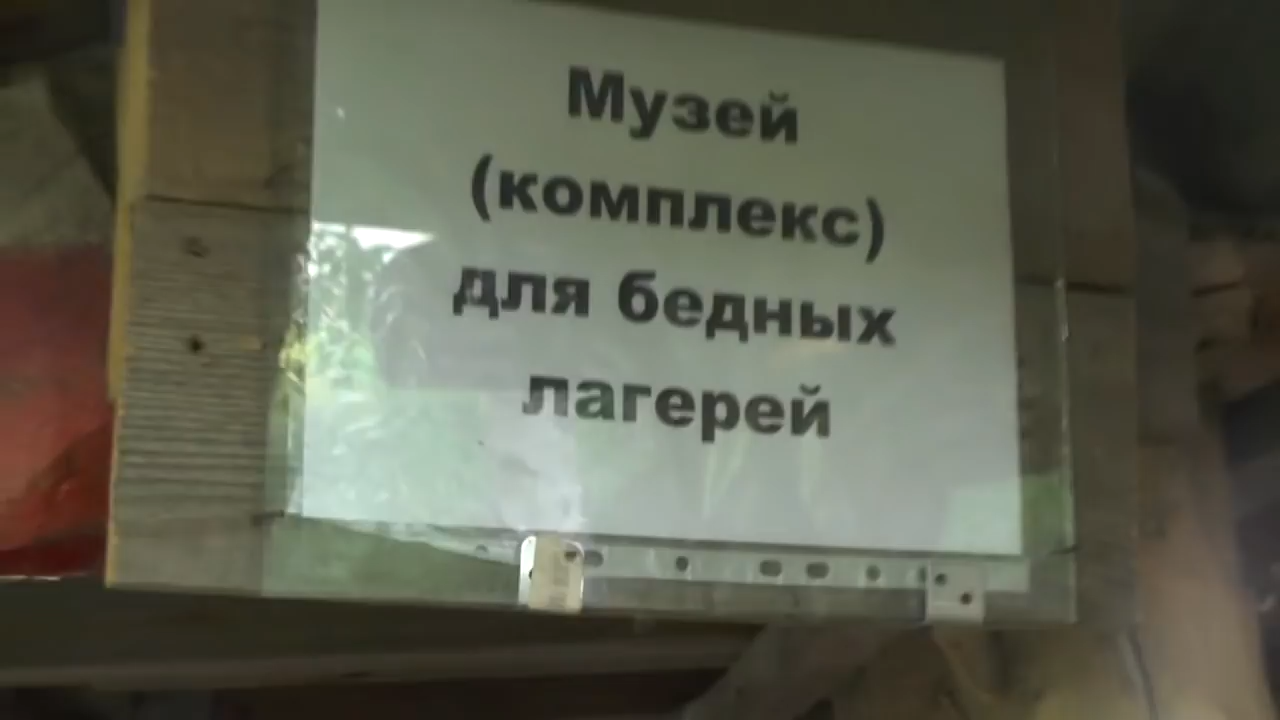 Музей
(комплекс)
для бедных
лагерей